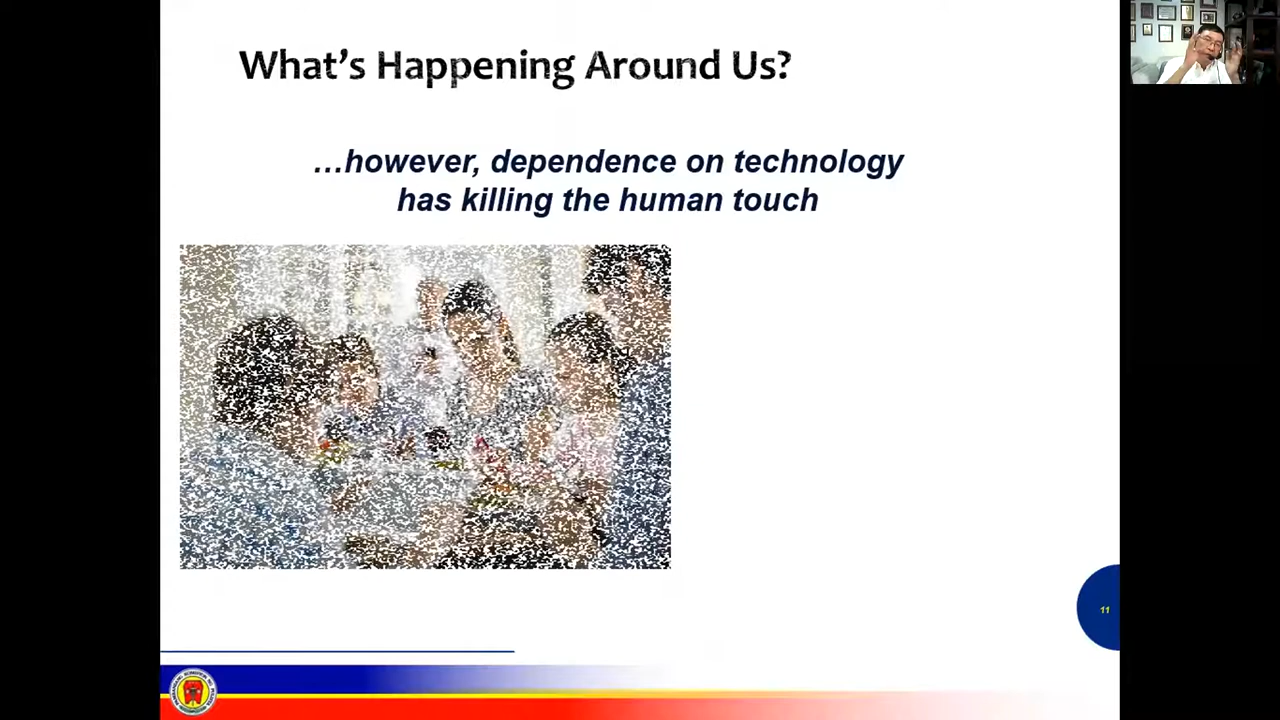 What's Happening Around Us?
…however, dependence on technology
has killing the human touch
11